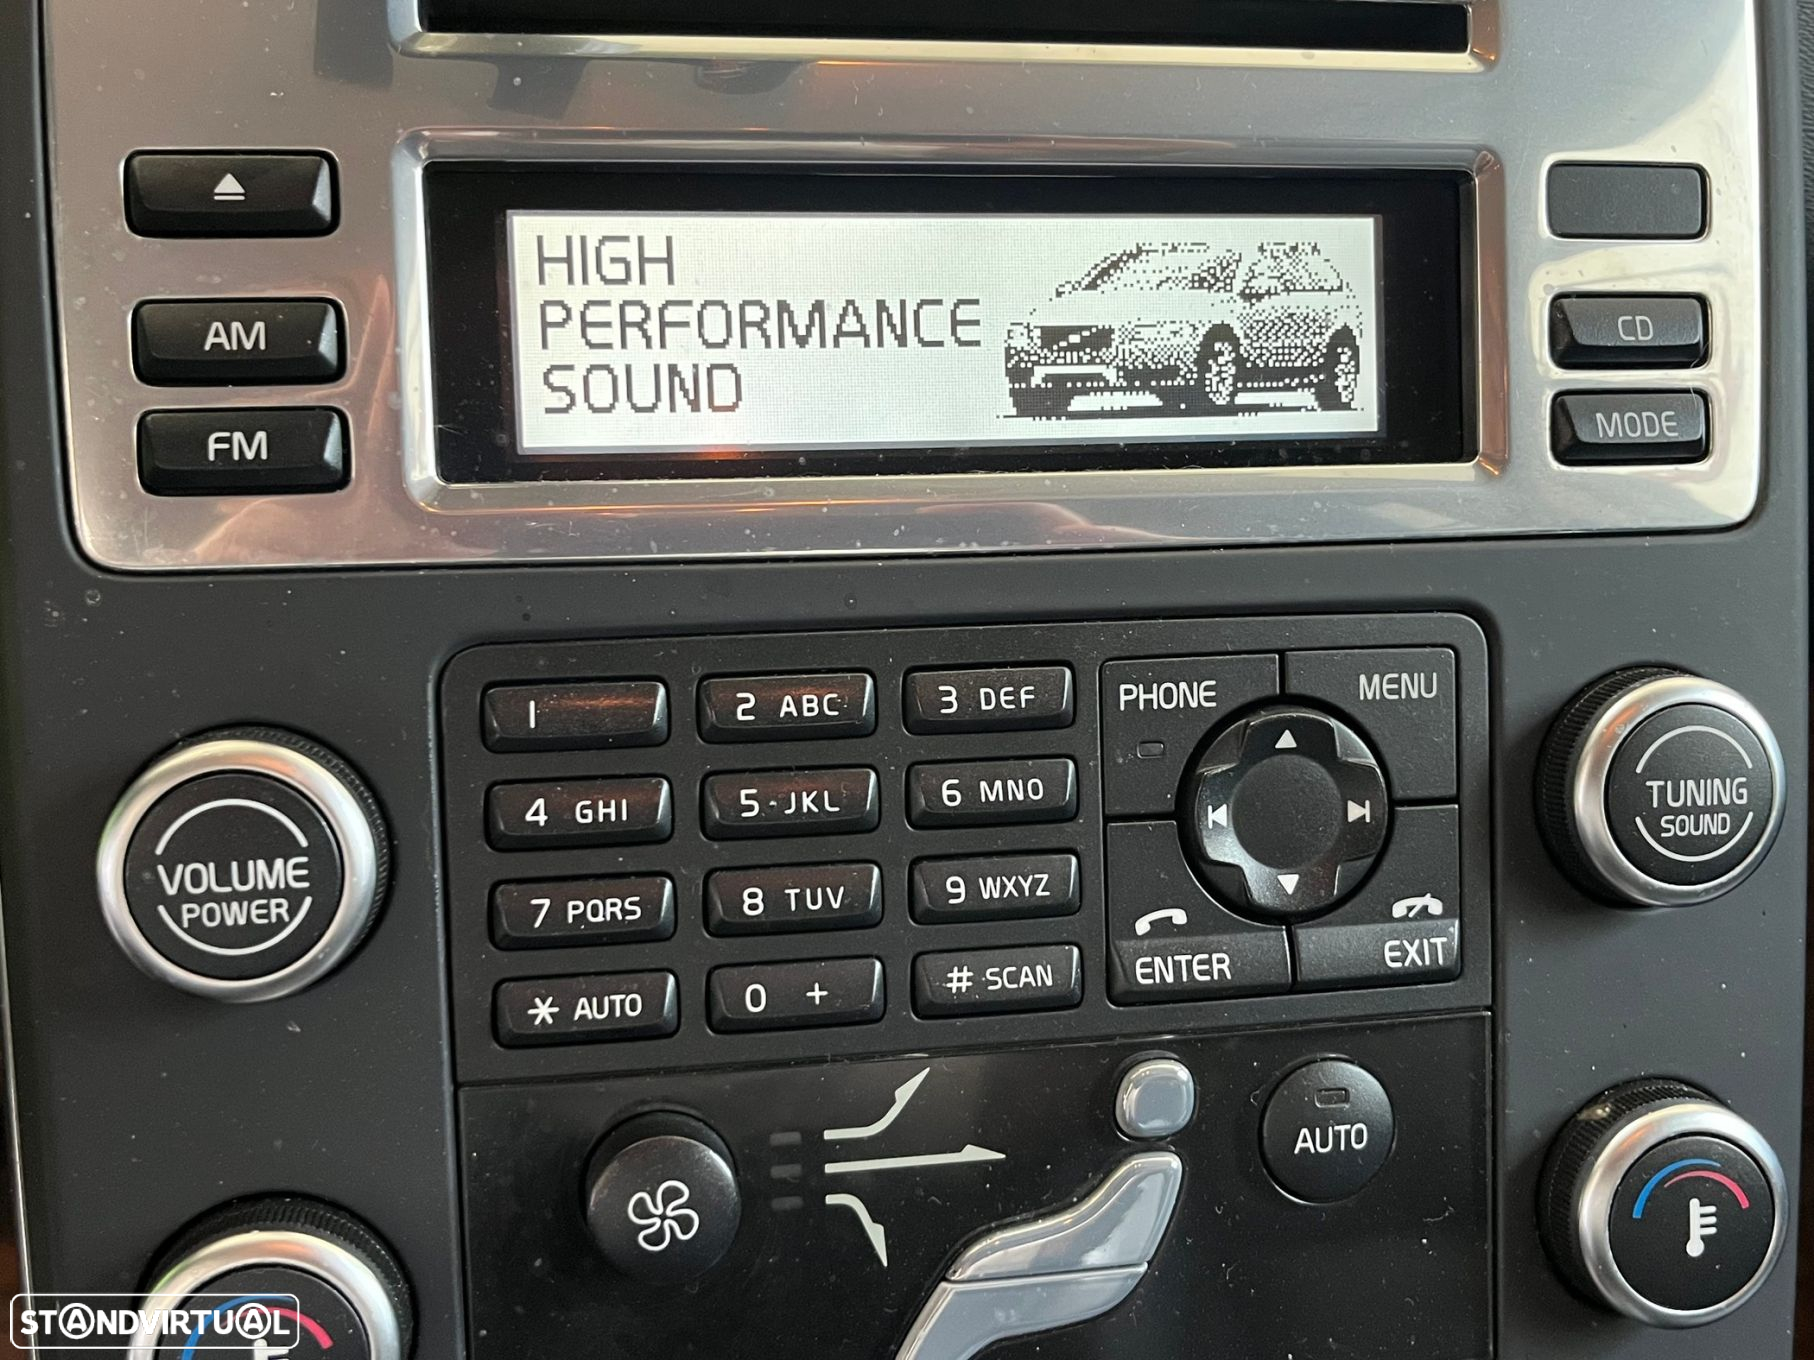 HIGH
PERFORMANCE
SOUND
AM
FM
CD
MODE
VOLUME
POWER
1
2 ABC
3 DEF
4 GHI
5 JKL
6 MNO
7 PQRS
8 TUV
9 WXYZ
* AUTO
0 +
# SCAN
PHONE
MENU
ENTER
EXIT
TUNING
SOUND
AUTO
STANDVIRTUAL